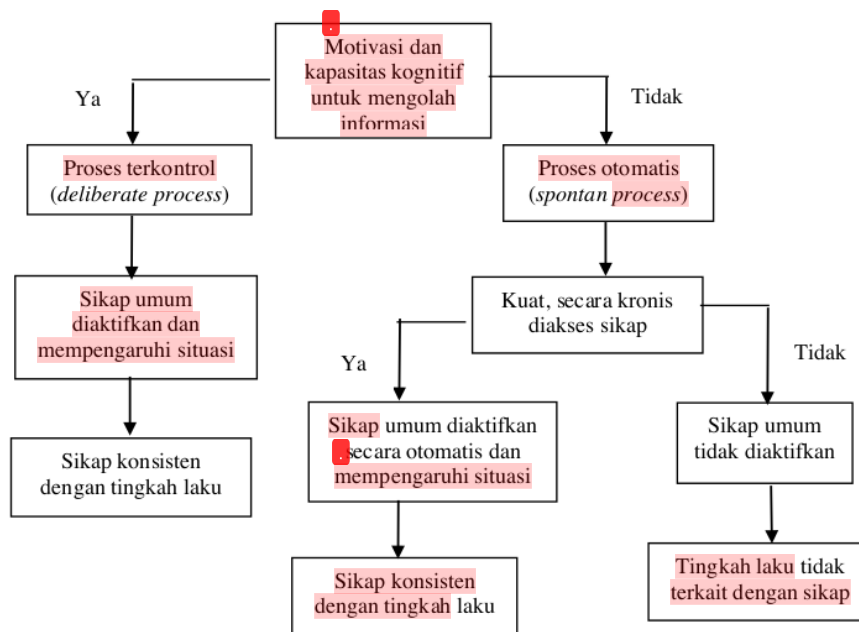 Motivasi dan
kapasitas kognitif
untuk mengolah
informasi
Ya
Tidak
Proses terkontrol
(deliberate process)
Proses otomatis
(spontan process)
Sikap umum
diaktifkan dan
mempengaruhi situasi
Kuat, secara kronis
diakses sikap
Ya
Tidak
Sikap konsisten
dengan tingkah laku
Sikap umum diaktifkan
secara otomatis dan
mempengaruhi situasi
Sikap umum
tidak diaktifkan
Sikap konsisten
dengan tingkah laku
Tingkah laku tidak
terkait dengan sikap